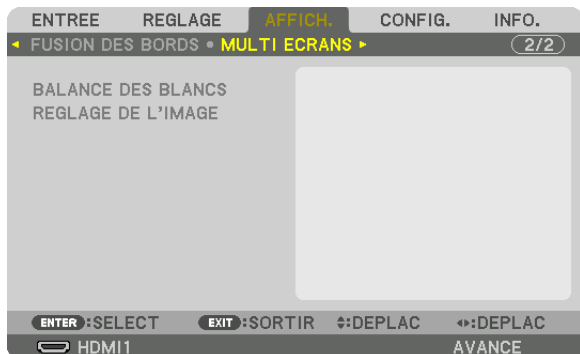 ENTREE REGLAGE AFFICH. CONFIG. INFO.
FUSION DES BORDS • MULTI ECRANS 2/2
BALANCE DES BLANCS
REGLAGE DE L'IMAGE
ENTER :SELECT EXIT :SORTIR :DEPLAC :DEPLAC
HDMI1 AVANCE